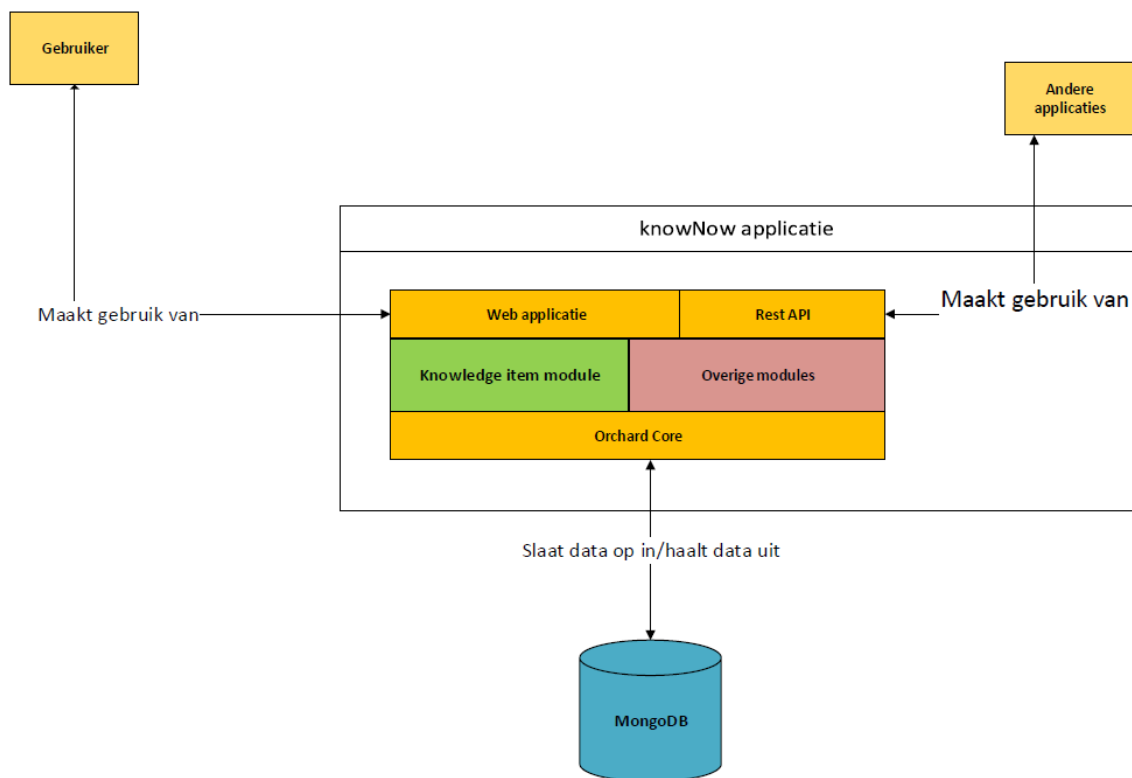 Gebruiker
Andere
applicaties
knowNow applicatie
Maakt gebruik van
Maakt gebruik van
Web applicatie
Rest API
Knowledge item module
Overige modules
Orchard Core
Slaat data op in/haalt data uit
MongoDB